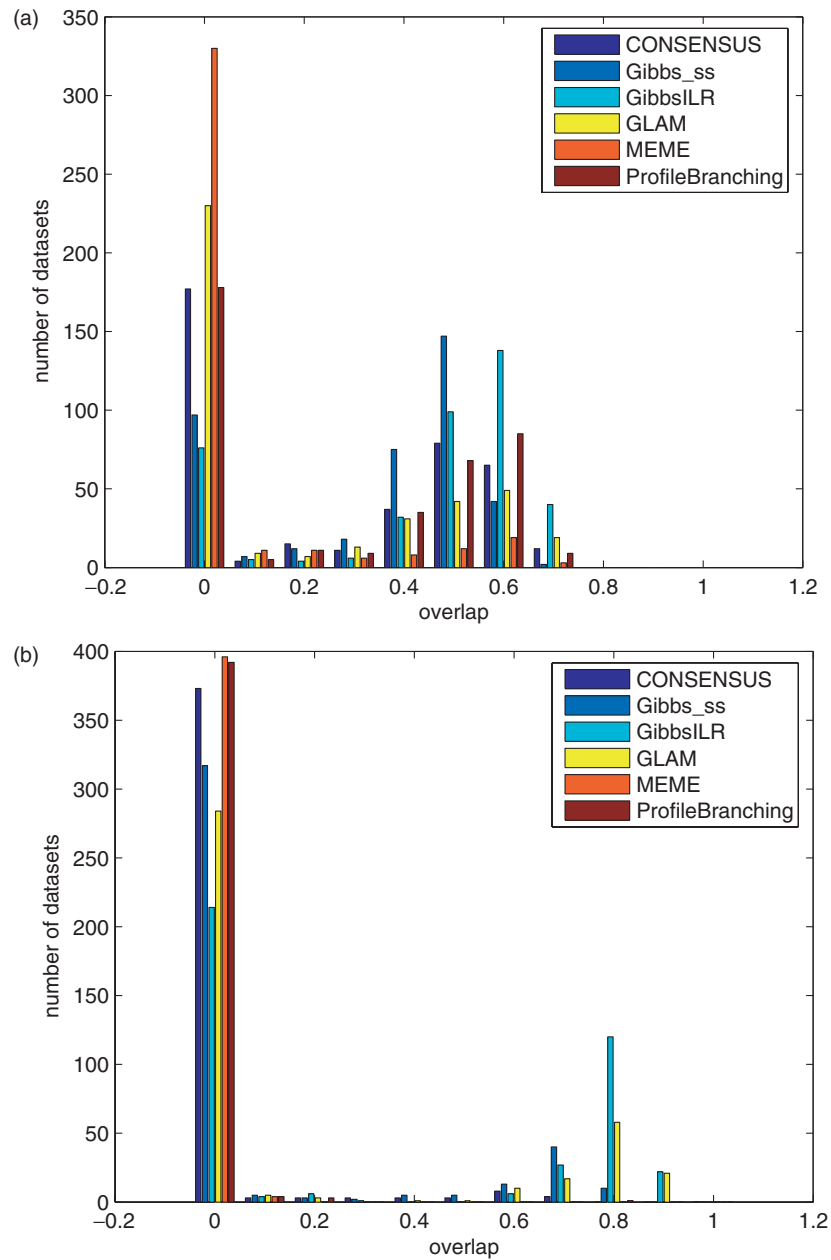 (a)
350
300
250
200
150
100
50
0
number of datasets
CONSENSUS
Gibbs_ss
GibbsILR
GLAM
MEME
ProfileBranching
−0.2 0 0.2 0.4 0.6 0.8 1 1.2
overlap
(b)
400
350
300
250
200
150
100
50
0
number of datasets
CONSENSUS
Gibbs_ss
GibbsILR
GLAM
MEME
ProfileBranching
−0.2 0 0.2 0.4 0.6 0.8 1 1.2
overlap